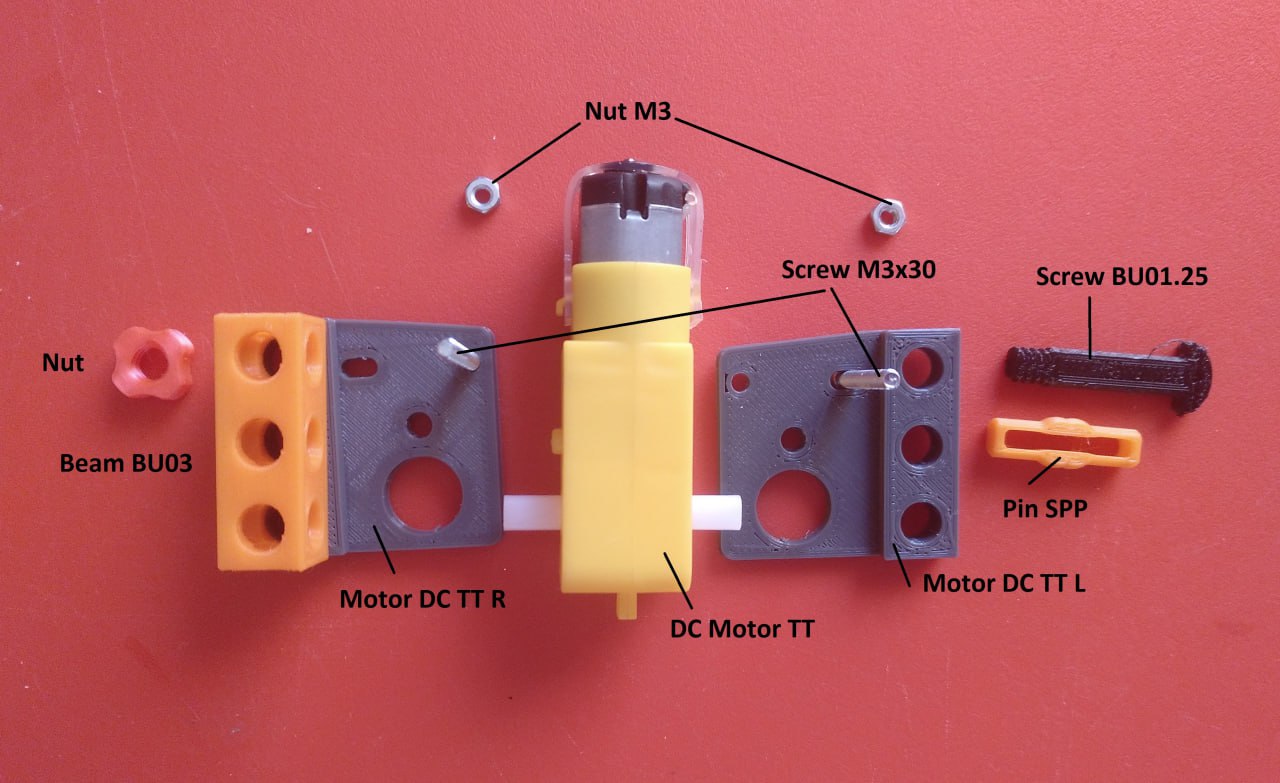 Nut M3
Screw M3x30
Screw BU01.25
Nut
Beam BU03
Pin SPP
Motor DC TT R
Motor DC TT L
DC Motor TT